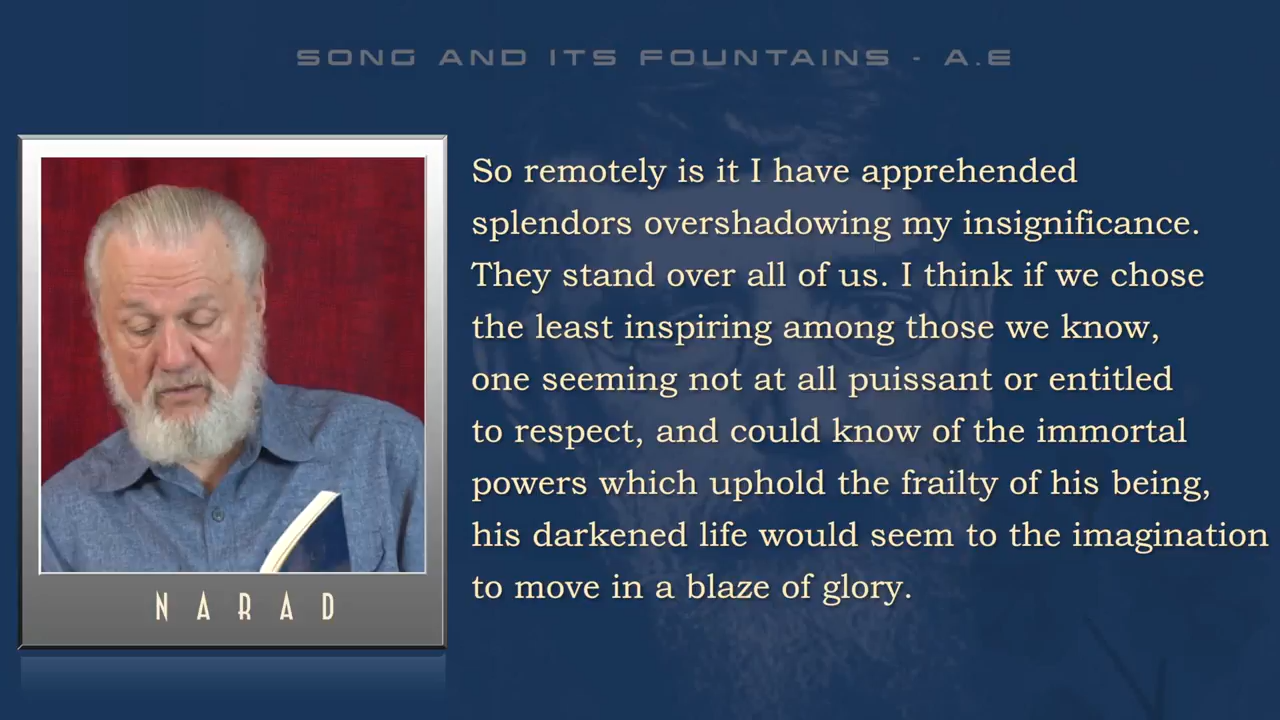 SONG AND ITS FOUNTAINS - A.E
So remotely is it I have apprehended
splendors overshadowing my insignificance.
They stand over all of us. I think if we chose
the least inspiring among those we know,
one seeming not at all puissant or entitled
to respect, and could know of the immortal
powers which uphold the frailty of his being,
his darkened life would seem to the imagination
to move in a blaze of glory.
NARAD